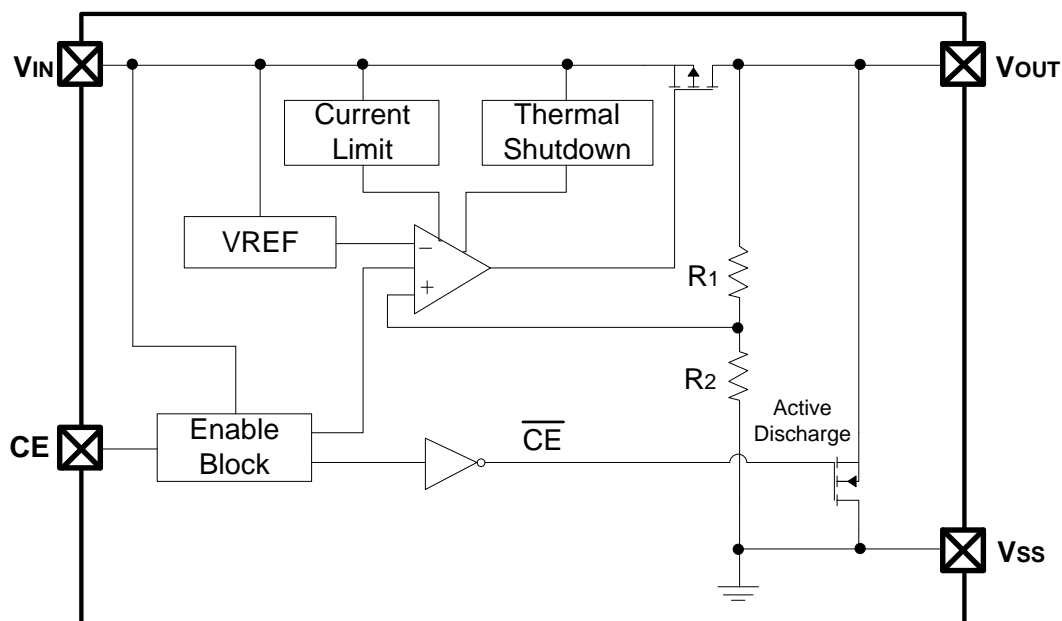 VIN
VOUT
Current
Limit
Thermal
Shutdown
VREF
−
+
R1
R2
Active
Discharge
CE
Enable
Block
CE
VSS